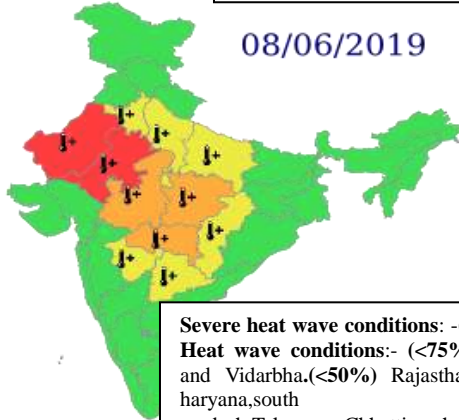 08/06/2019
Severe heat wave conditions: -
Heat wave conditions:- (<75%
and Vidarbha.(<50%) Rajastha
haryana,south